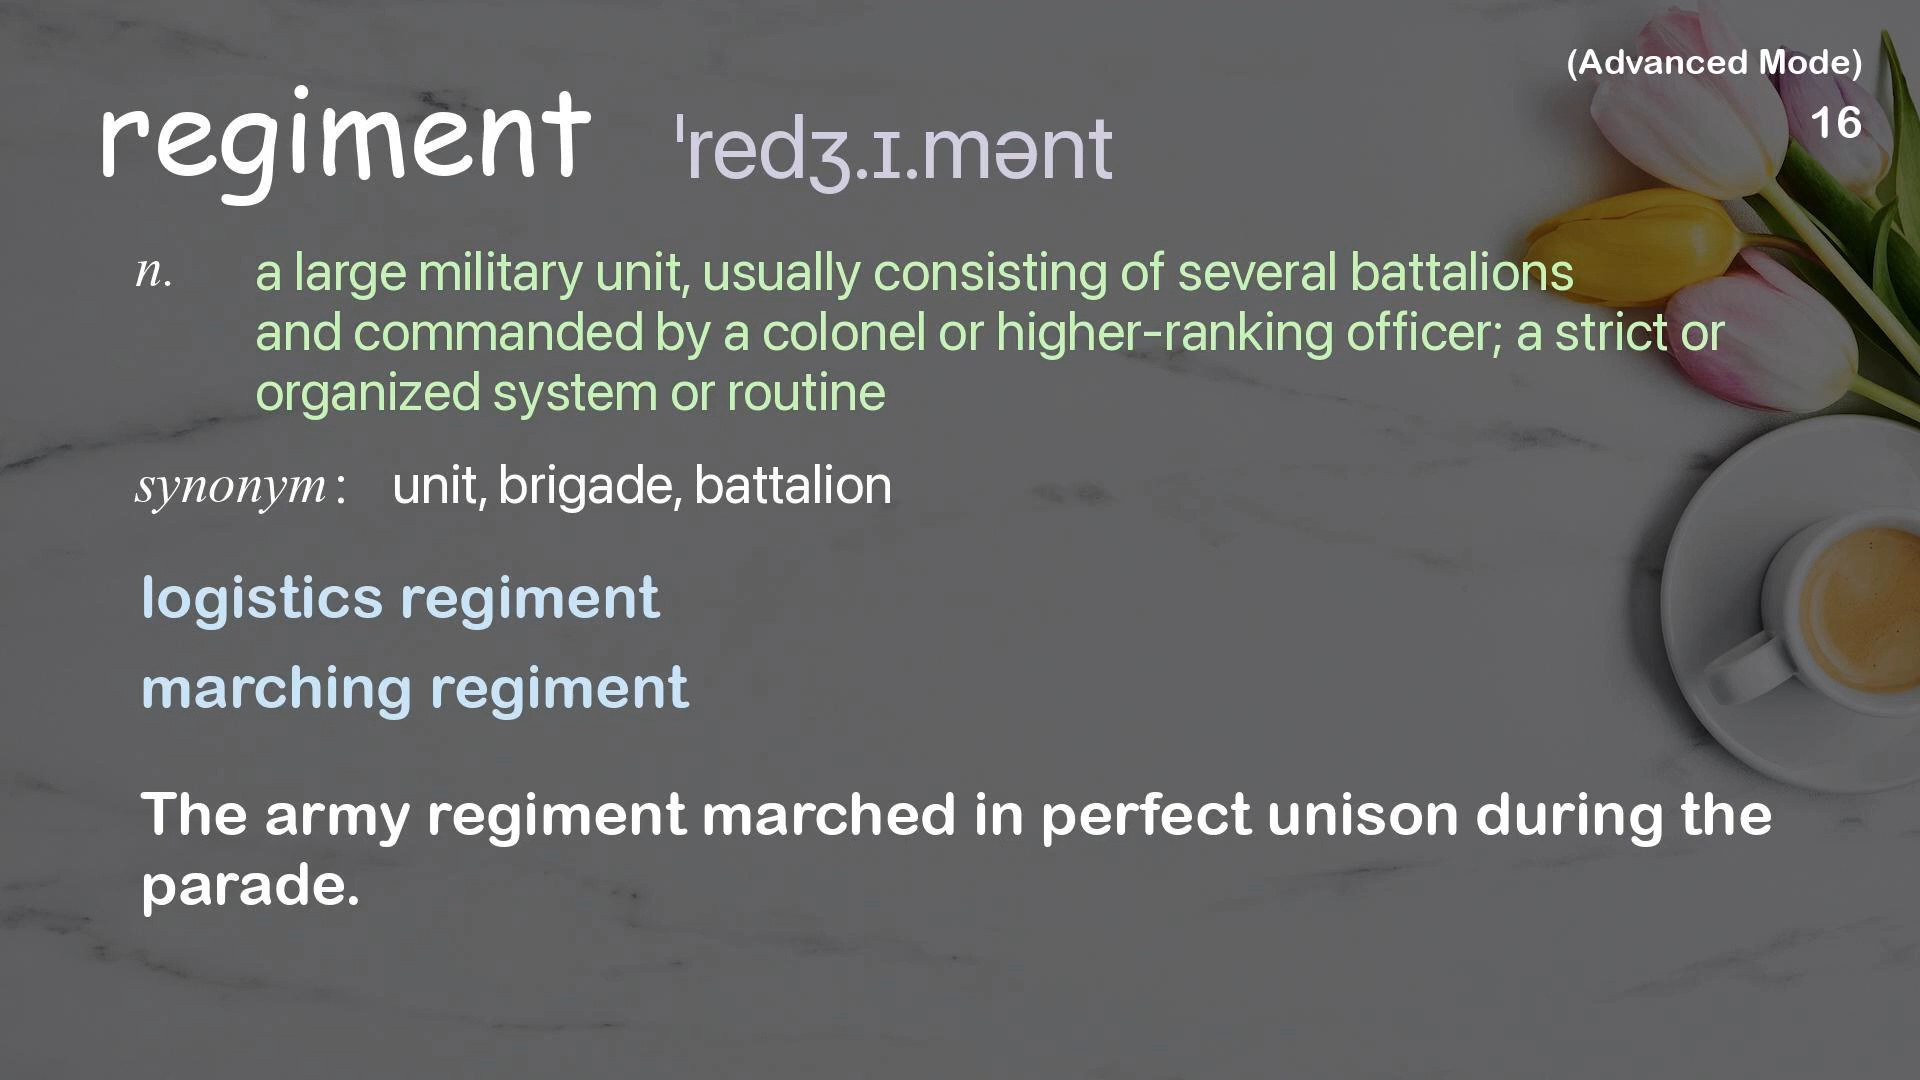 (Advanced Mode)
16
regiment ˈredʒ.ɪ.mənt
n. a large military unit, usually consisting of several battalions
and commanded by a colonel or higher-ranking officer; a strict or
organized system or routine
synonym: unit, brigade, battalion
logistics regiment
marching regiment
The army regiment marched in perfect unison during the
parade.